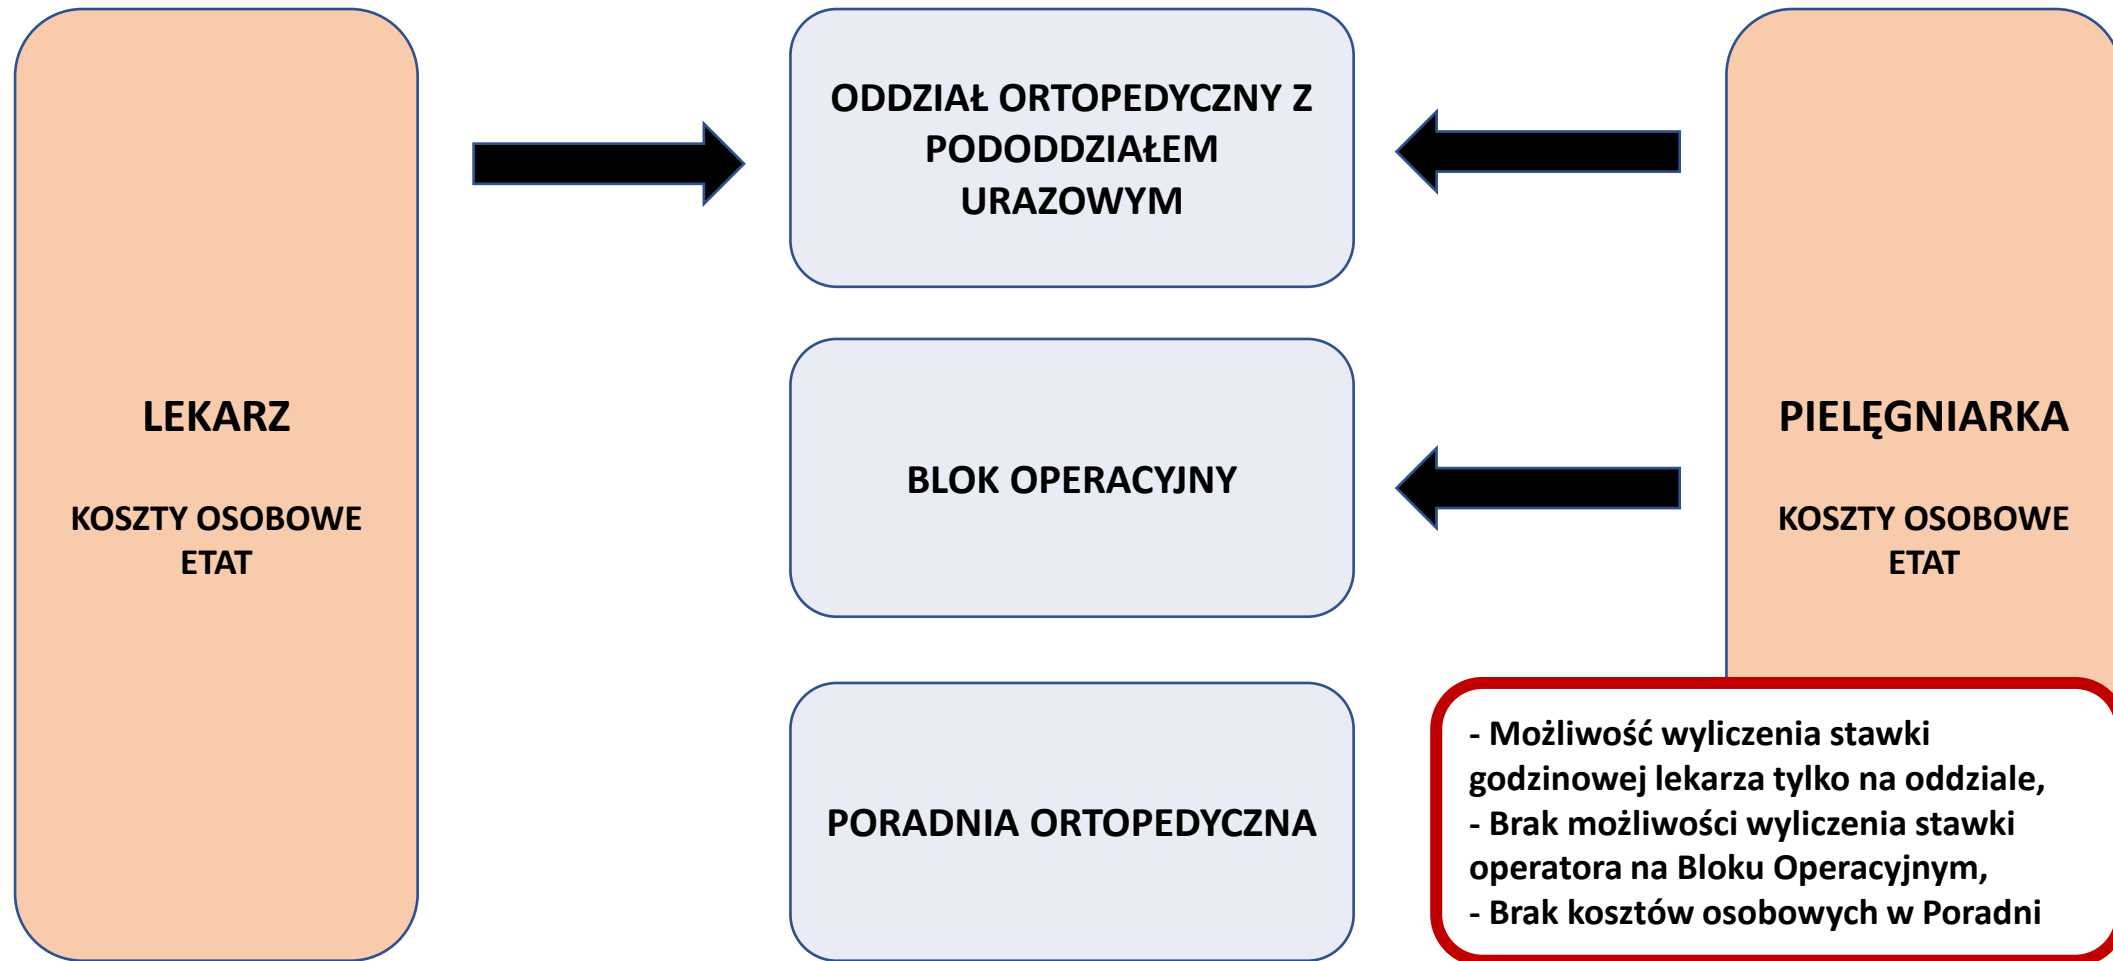 LEKARZ
KOSZTY OSOBOWE
ETAT
ODDZIAŁ ORTOPEDYCZNY Z
PODODDZIAŁEM
URAZOWYM
BLOK OPERACYJNY
PORADNIA ORTOPEDYCZNA
PIELĘGNIARKA
KOSZTY OSOBOWE
ETAT
- Możliwość wyliczenia stawki
godzinowej lekarza tylko na oddziale,
- Brak możliwości wyliczenia stawki
operatora na Bloku Operacyjnym,
- Brak kosztów osobowych w Poradni